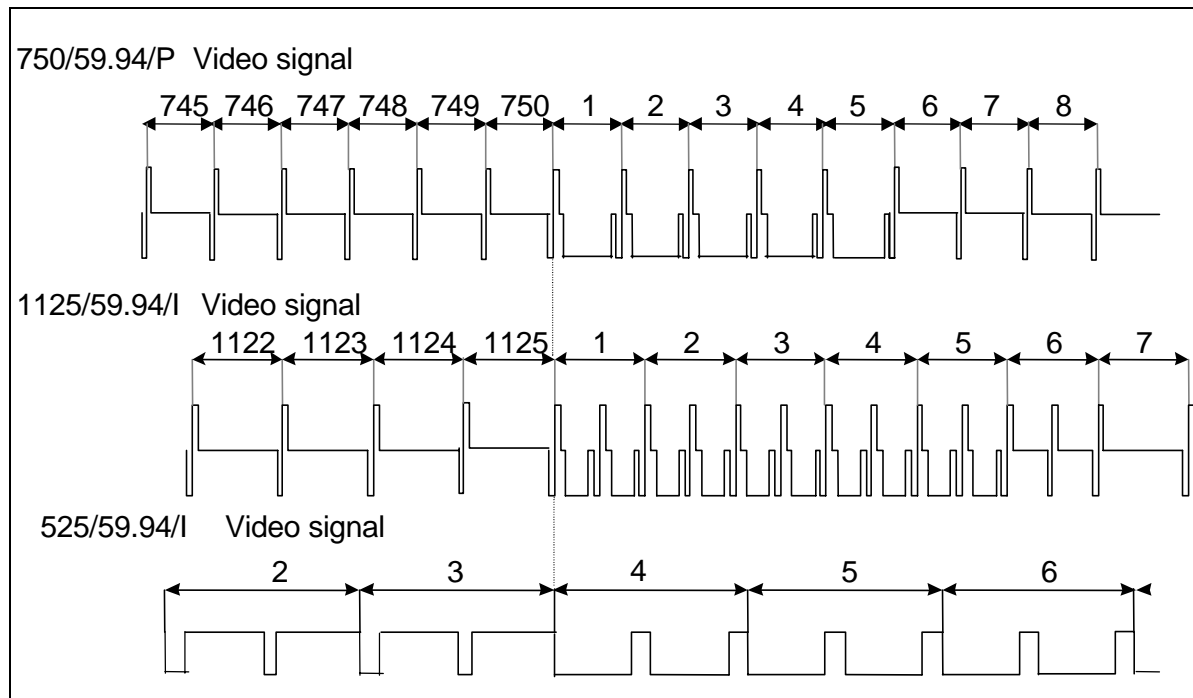 750/59.94/P Video signal
745 746 747 748 749 750 1 2 3 4 5 6 7 8
1125/59.94/I Video signal
1122 1123 1124 1125 1 2 3 4 5 6 7
525/59.94/I Video signal
2 3 4 5 6